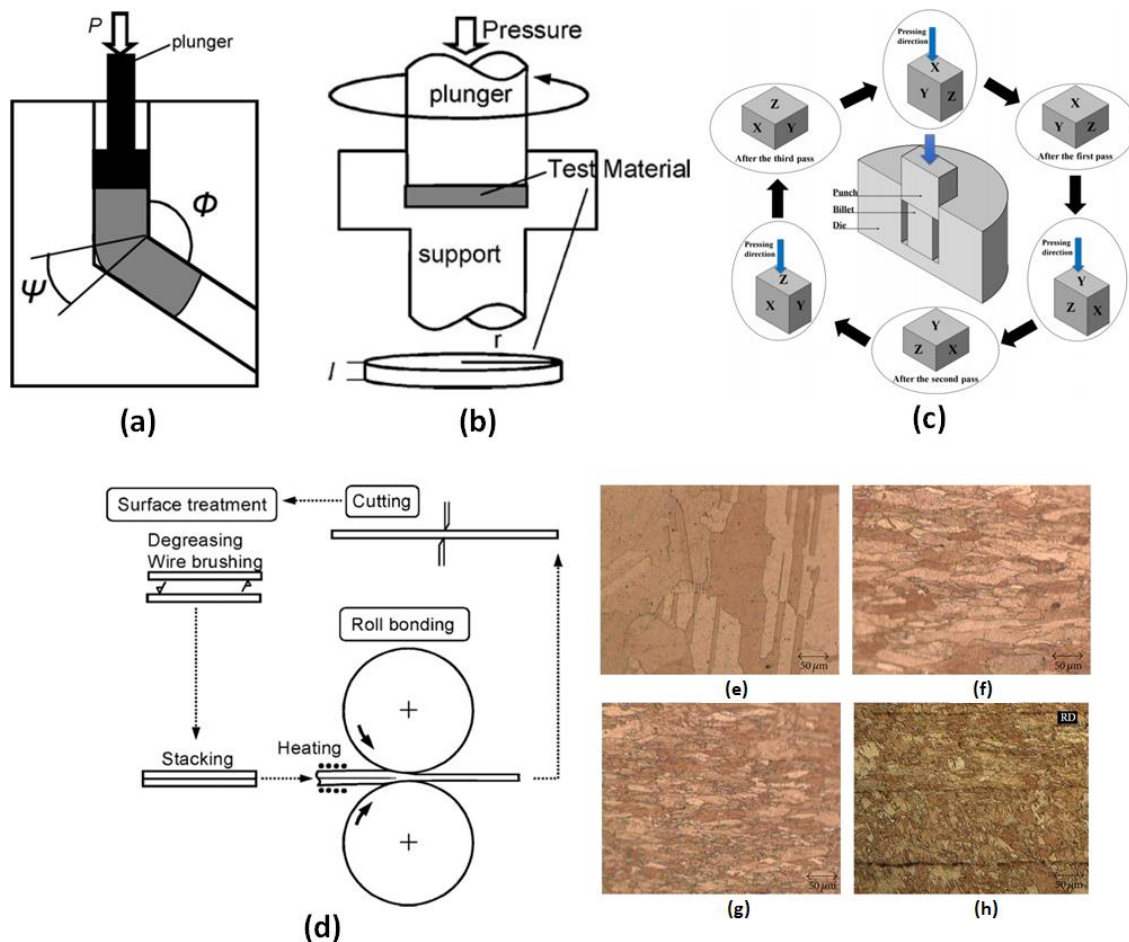 P
plunger
Φ
Ψ
(a)
Pressure
plunger
Test Material
support
r
l
(b)
Pressing
direction
X
Y
Z
Z
X
Y
After the third pass
X
Y
Z
After the first pass
Punch
Billet
Die
Pressing
direction
Z
X
Y
Pressing
direction
Y
Z
X
Y
Z
X
After the second pass
(c)
Surface treatment
Cutting
Degreasing
Wire brushing
Roll bonding
Stacking
Heating
(d)
50 μm
(e)
50 μm
(f)
50 μm
(g)
RD
50 μm
(h)